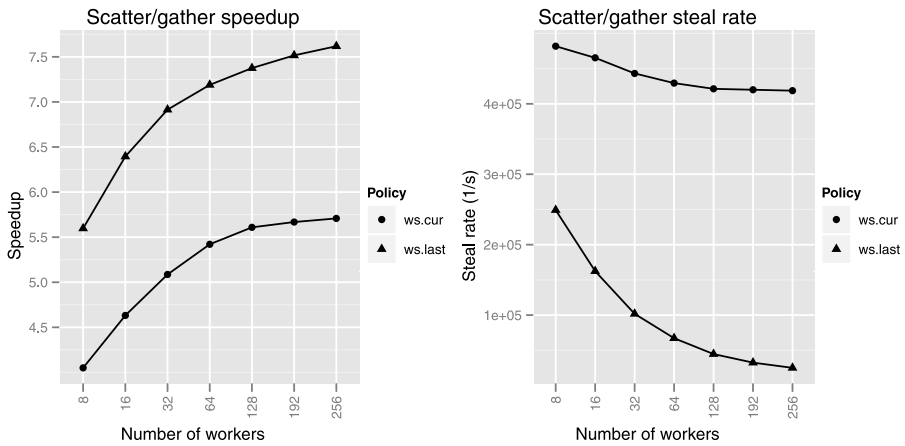 Scatter/gather speedup
7.5
7.0
6.5
6.0
5.5
5.0
4.5
Speedup
8
16
32
64
128
192
256
Number of workers
Policy
ws.cur
ws.last
Scatter/gather steal rate
4e+05
3e+05
2e+05
1e+05
Steal rate (1/s)
8
16
32
64
128
192
256
Number of workers
Policy
ws.cur
ws.last